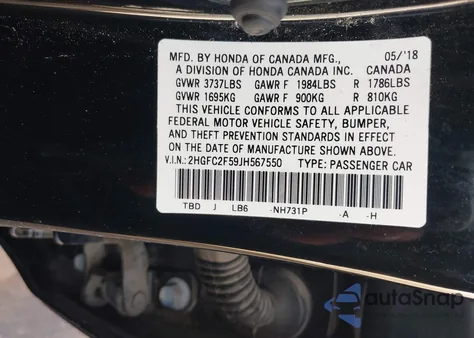 MFD. BY HONDA OF CANADA MFG., 05/'18
A DIVISION OF HONDA CANADA INC. CANADA
GVWR 3737LBS GAWR F 1984LBS R 1786LBS
GVWR 1695KG GAWR F 900KG R 810KG
THIS VEHICLE CONFORMS TO ALL APPLICABLE
FEDERAL MOTOR VEHICLE SAFETY, BUMPER,
AND THEFT PREVENTION STANDARDS IN EFFECT
ON THE DATE OF MANUFACTURE SHOWN ABOVE.
V.I.N.: 2HGFC2F59JH567550 TYPE: PASSENGER CAR
TBD J LB6 -NH731P -A -H
autoSnap